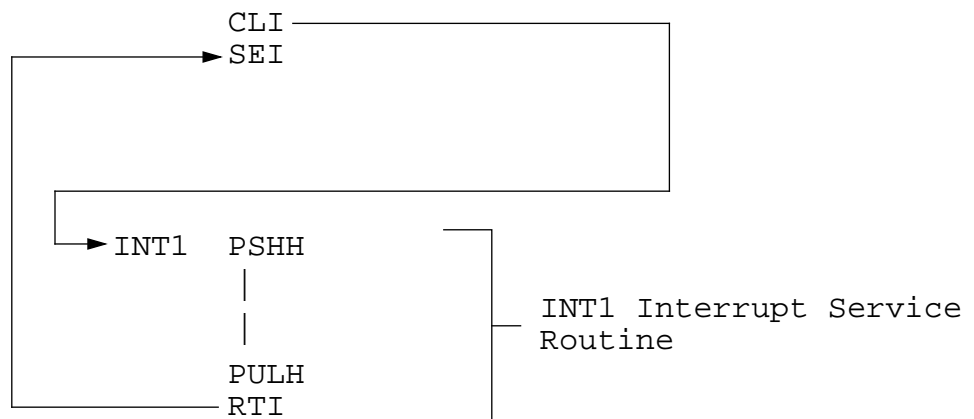 CLI
SEI
INT1 PSHH
|
|
INT1 Interrupt Service
Routine
PULH
RTI